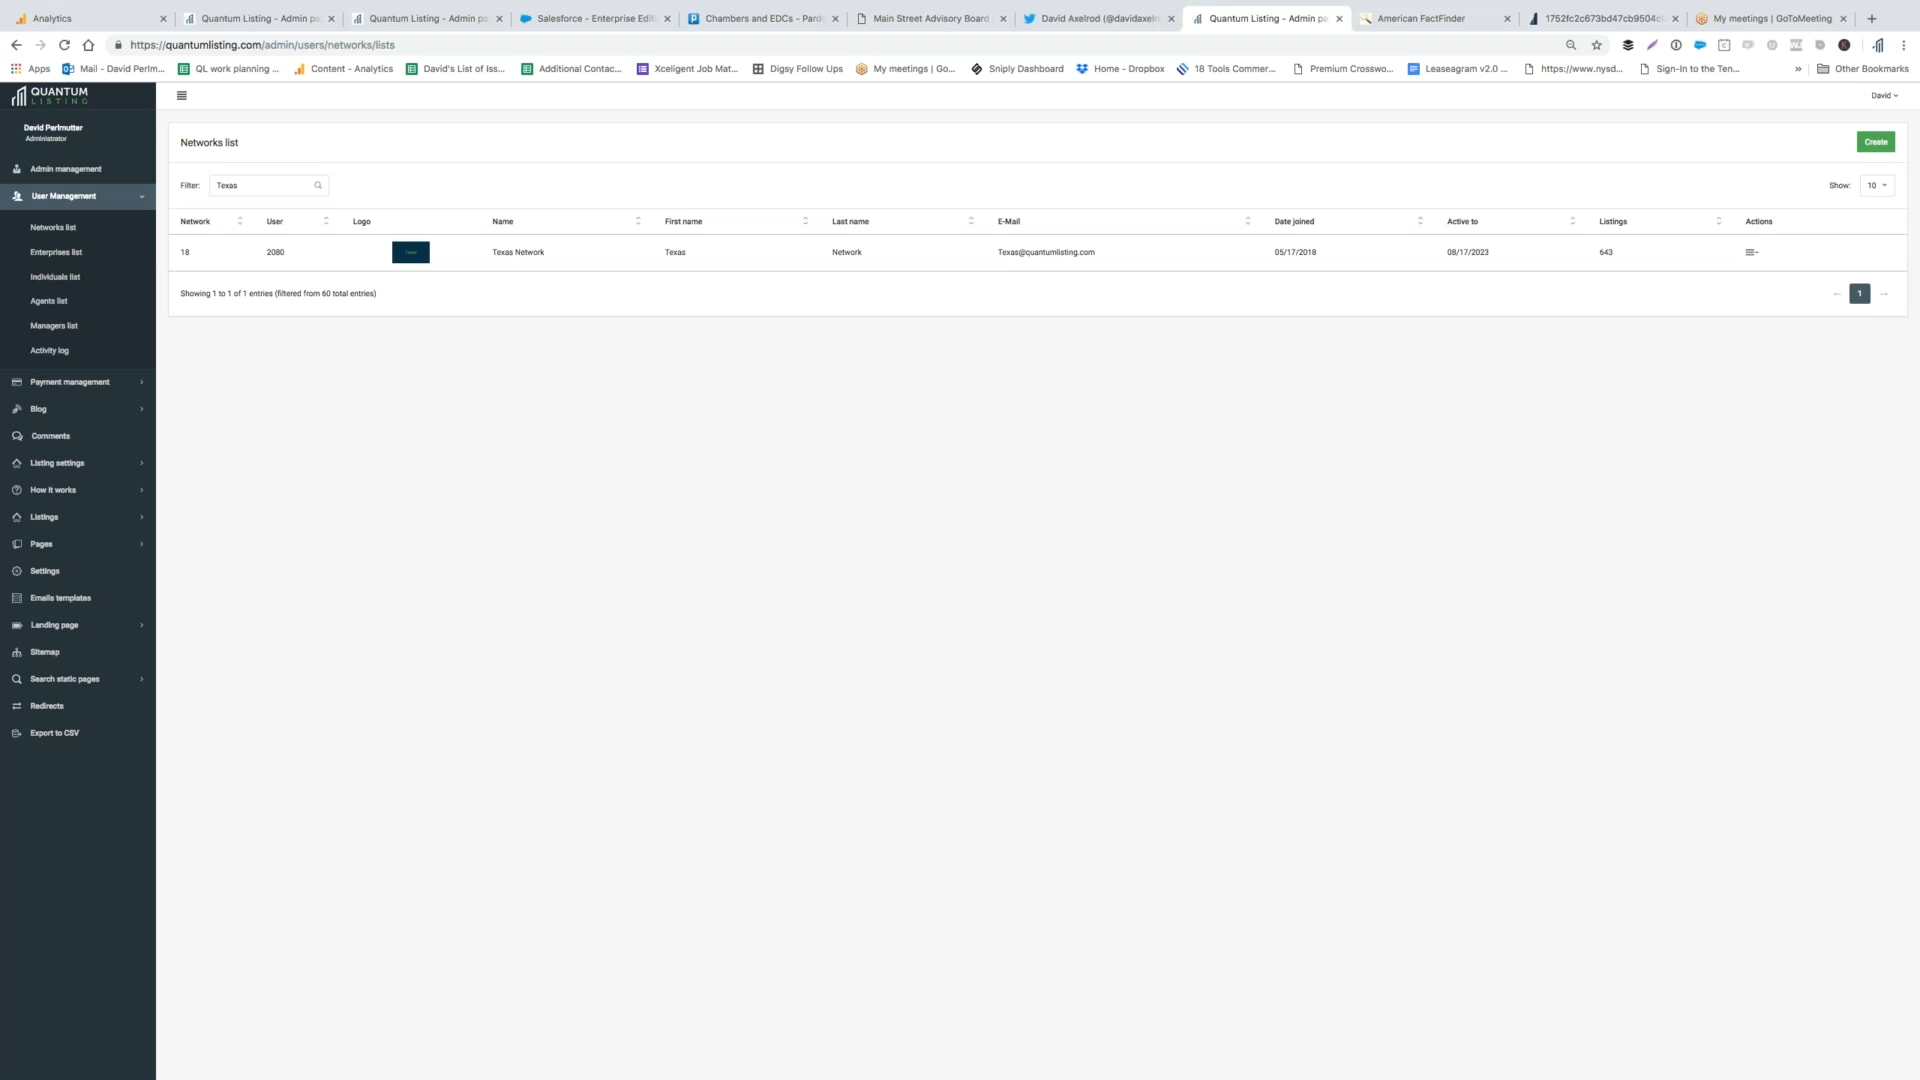 Analytics
Quantum Listing - Admin pa
Quantum Listing - Admin pa
Salesforce - Enterprise Editi
Chambers and EDCs - Pard
Main Street Advisory Board
David Axelrod (@davidaxelr
Quantum Listing - Admin pa
American FactFinder
1752fc2c673bd47cb9504c
My meetings | GoToMeeting
https://quantumlisting.com/admin/users/networks/lists
Apps
Mail - David Perlm...
QL work planning ...
Content - Analytics
David's List of Iss...
Additional Contac...
Xceligent Job Mat...
Digsy Follow Ups
My meetings | Go...
Sniply Dashboard
Home - Dropbox
18 Tools Commer...
Premium Crosswo...
Leaseagram v2.0 ...
https://www.nysd...
Sign-In to the Ten...
»
Other Bookmarks
QUANTUM
LISTING
David
David Perlmutter
Administrator
Admin management
User Management
Networks list
Enterprises list
Individuals list
Agents list
Managers list
Activity log
Payment management
Blog
Comments
Listing settings
How it works
Listings
Pages
Settings
Emails templates
Landing page
Sitemap
Search static pages
Redirects
Export to CSV
Networks list
Create
Filter: Texas
Show: 10
Network User Logo Name First name Last name E-Mail Date joined Active to Listings Actions
18 2080 Texas Texas Network Texas Network Texas@quantumlisting.com 05/17/2018 08/17/2023 643
Showing 1 to 1 of 1 entries (filtered from 60 total entries)
← 1 →